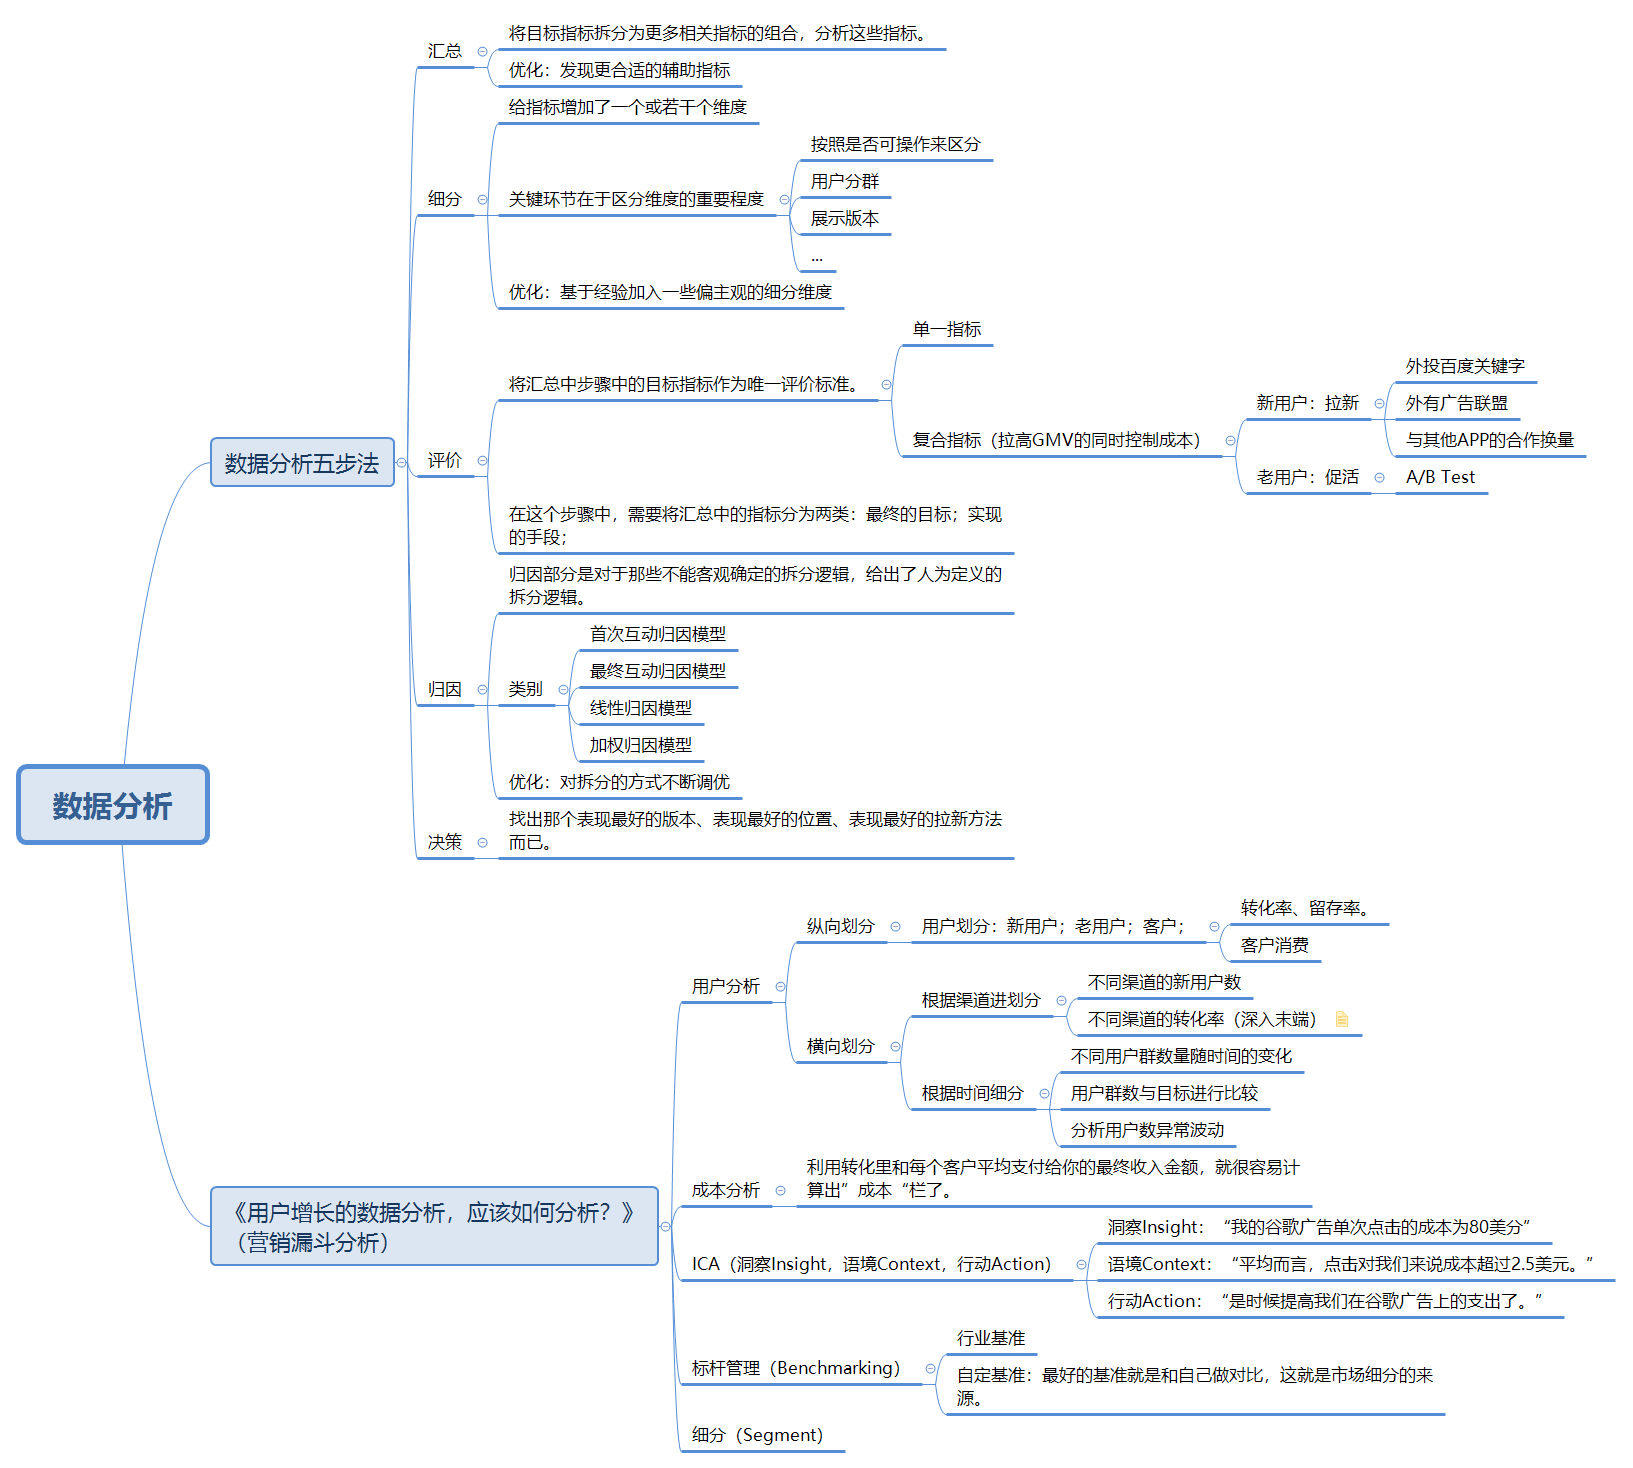 数据分析
数据分析五步法
汇总
将目标指标拆分为更多相关指标的组合，分析这些指标。
优化：发现更合适的辅助指标
细分
给指标增加了一个或若干个维度
关键环节在于区分维度的重要程度
按照是否可操作来区分
用户分群
展示版本
...
优化：基于经验加入一些偏主观的细分维度
评价
将汇总中步骤中的目标指标作为唯一评价标准。
单一指标
复合指标（拉高GMV的同时控制成本）
新用户：拉新
外投百度关键字
外有广告联盟
与其他APP的合作换量
老用户：促活
A/B Test
在这个步骤中，需要将汇总中的指标分为两类：最终的目标；实现
的手段；
归因
归因部分是对于那些不能客观确定的拆分逻辑，给出了人为定义的
拆分逻辑。
类别
首次互动归因模型
最终互动归因模型
线性归因模型
加权归因模型
优化：对拆分的方式不断调优
决策
找出那个表现最好的版本、表现最好的位置、表现最好的拉新方法
而已。
《用户增长的数据分析，应该如何分析？》
（营销漏斗分析）
用户分析
纵向划分
用户划分：新用户；老用户；客户；
转化率、留存率。
客户消费
横向划分
根据渠道进划分
不同渠道的新用户数
不同渠道的转化率（深入末端）
根据时间细分
不同用户群数量随时间的变化
用户群数与目标进行比较
分析用户数异常波动
成本分析
利用转化里和每个客户平均支付给你的最终收入金额，就很容易计
算出”成本“栏了。
ICA（洞察Insight，语境Context，行动Action）
洞察Insight：“我的谷歌广告单次点击的成本为80美分”
语境Context：“平均而言，点击对我们来说成本超过2.5美元。”
行动Action：“是时候提高我们在谷歌广告上的支出了。”
标杆管理（Benchmarking）
行业基准
自定基准：最好的基准就是和自己做对比，这就是市场细分的来
源。
细分（Segment）